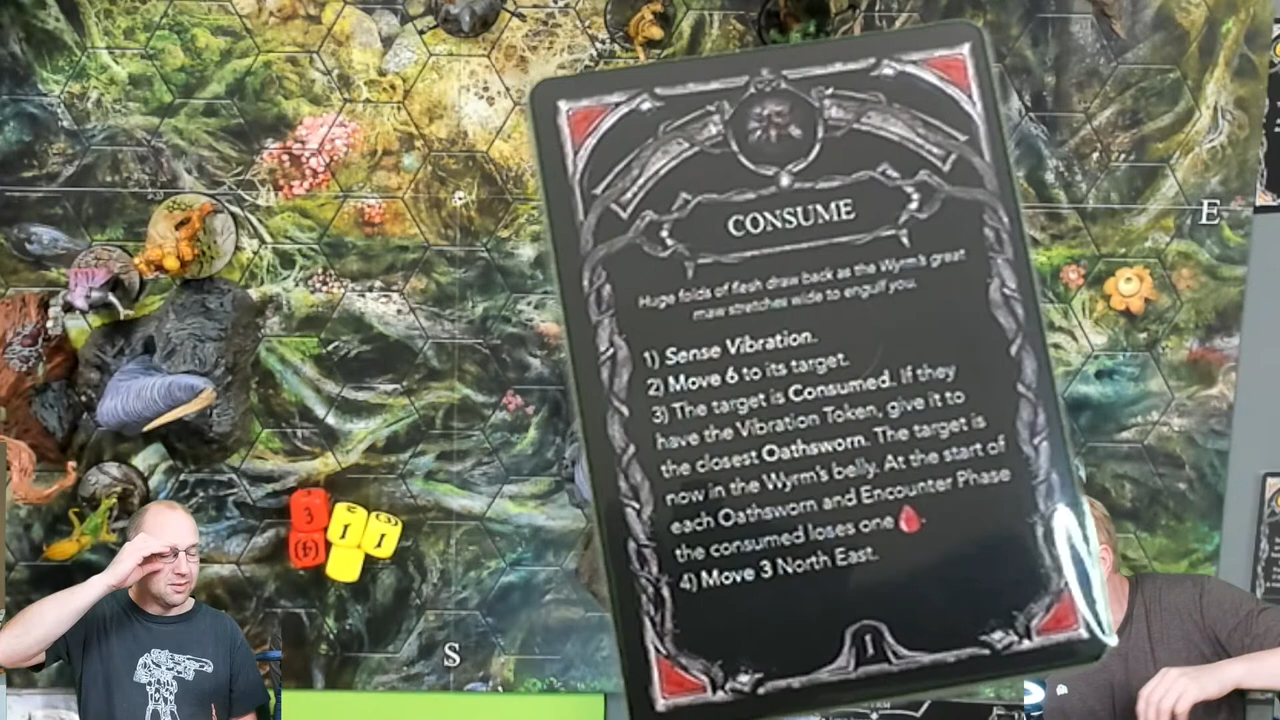 CONSUME
Huge folds of flesh draw back as the Wyrm's great
maw stretches wide to engulf you.
1) Sense Vibration.
2) Move 6 to its target.
3) The target is Consumed. If they
have the Vibration Token, give it to
the closest Oathsworn. The target is
now in the Wyrm's belly. At the start of
each Oathsworn and Encounter Phase
the consumed loses one
4) Move 3 North East.
I
E
S
3
1
1